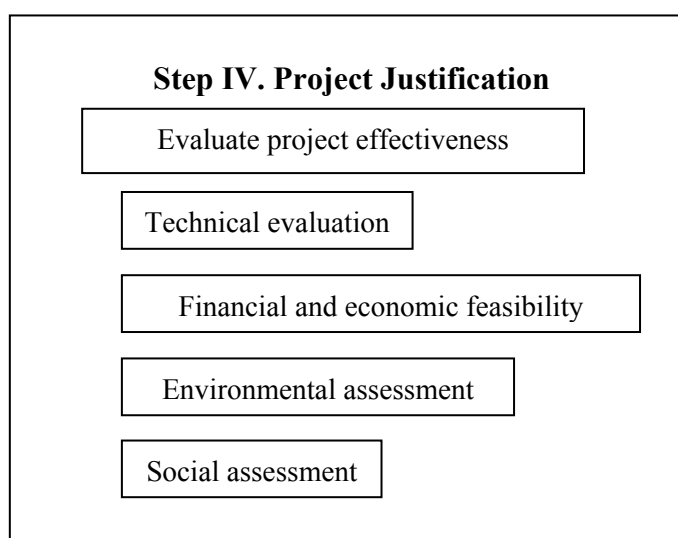 Step IV. Project Justification
Evaluate project effectiveness
Technical evaluation
Financial and economic feasibility
Environmental assessment
Social assessment